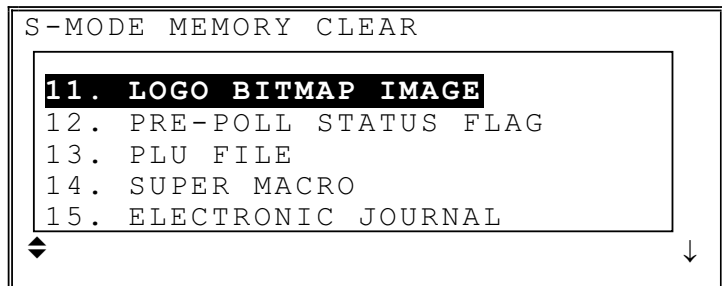 S-MODE MEMORY CLEAR
11. LOGO BITMAP IMAGE
12. PRE-POLL STATUS FLAG
13. PLU FILE
14. SUPER MACRO
15. ELECTRONIC JOURNAL